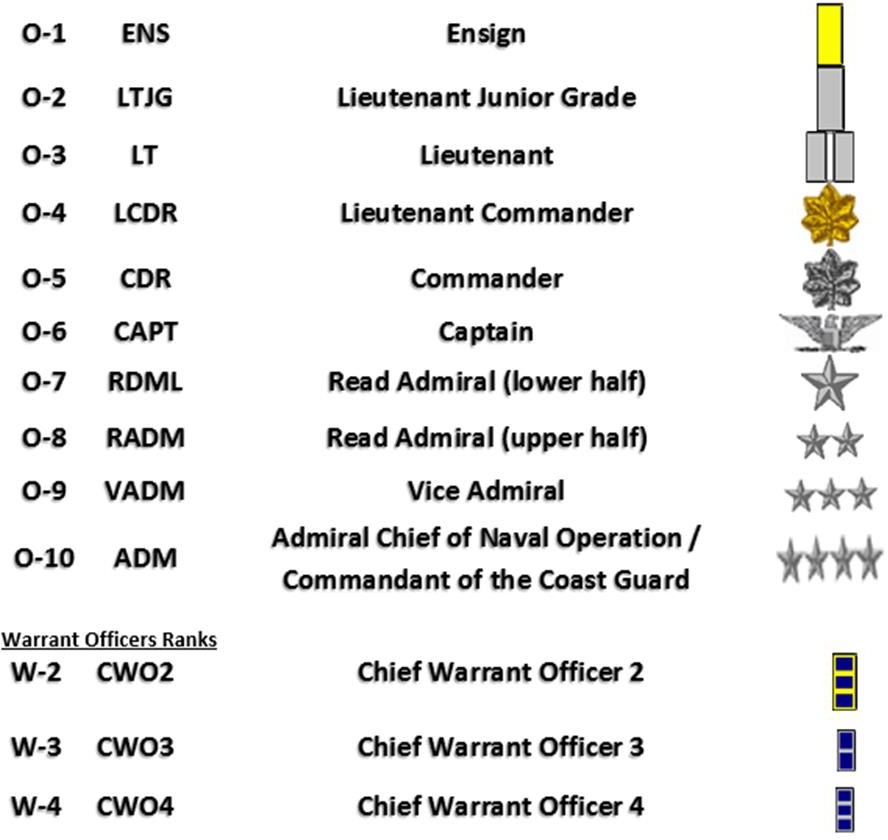 O-1 ENS Ensign
O-2 LTJG Lieutenant Junior Grade
O-3 LT Lieutenant
O-4 LCDR Lieutenant Commander
O-5 CDR Commander
O-6 CAPT Captain
O-7 RDML Read Admiral (lower half)
O-8 RADM Read Admiral (upper half)
O-9 VADM Vice Admiral
O-10 ADM Admiral Chief of Naval Operation /
Commandant of the Coast Guard
Warrant Officers Ranks
W-2 CWO2 Chief Warrant Officer 2
W-3 CWO3 Chief Warrant Officer 3
W-4 CWO4 Chief Warrant Officer 4